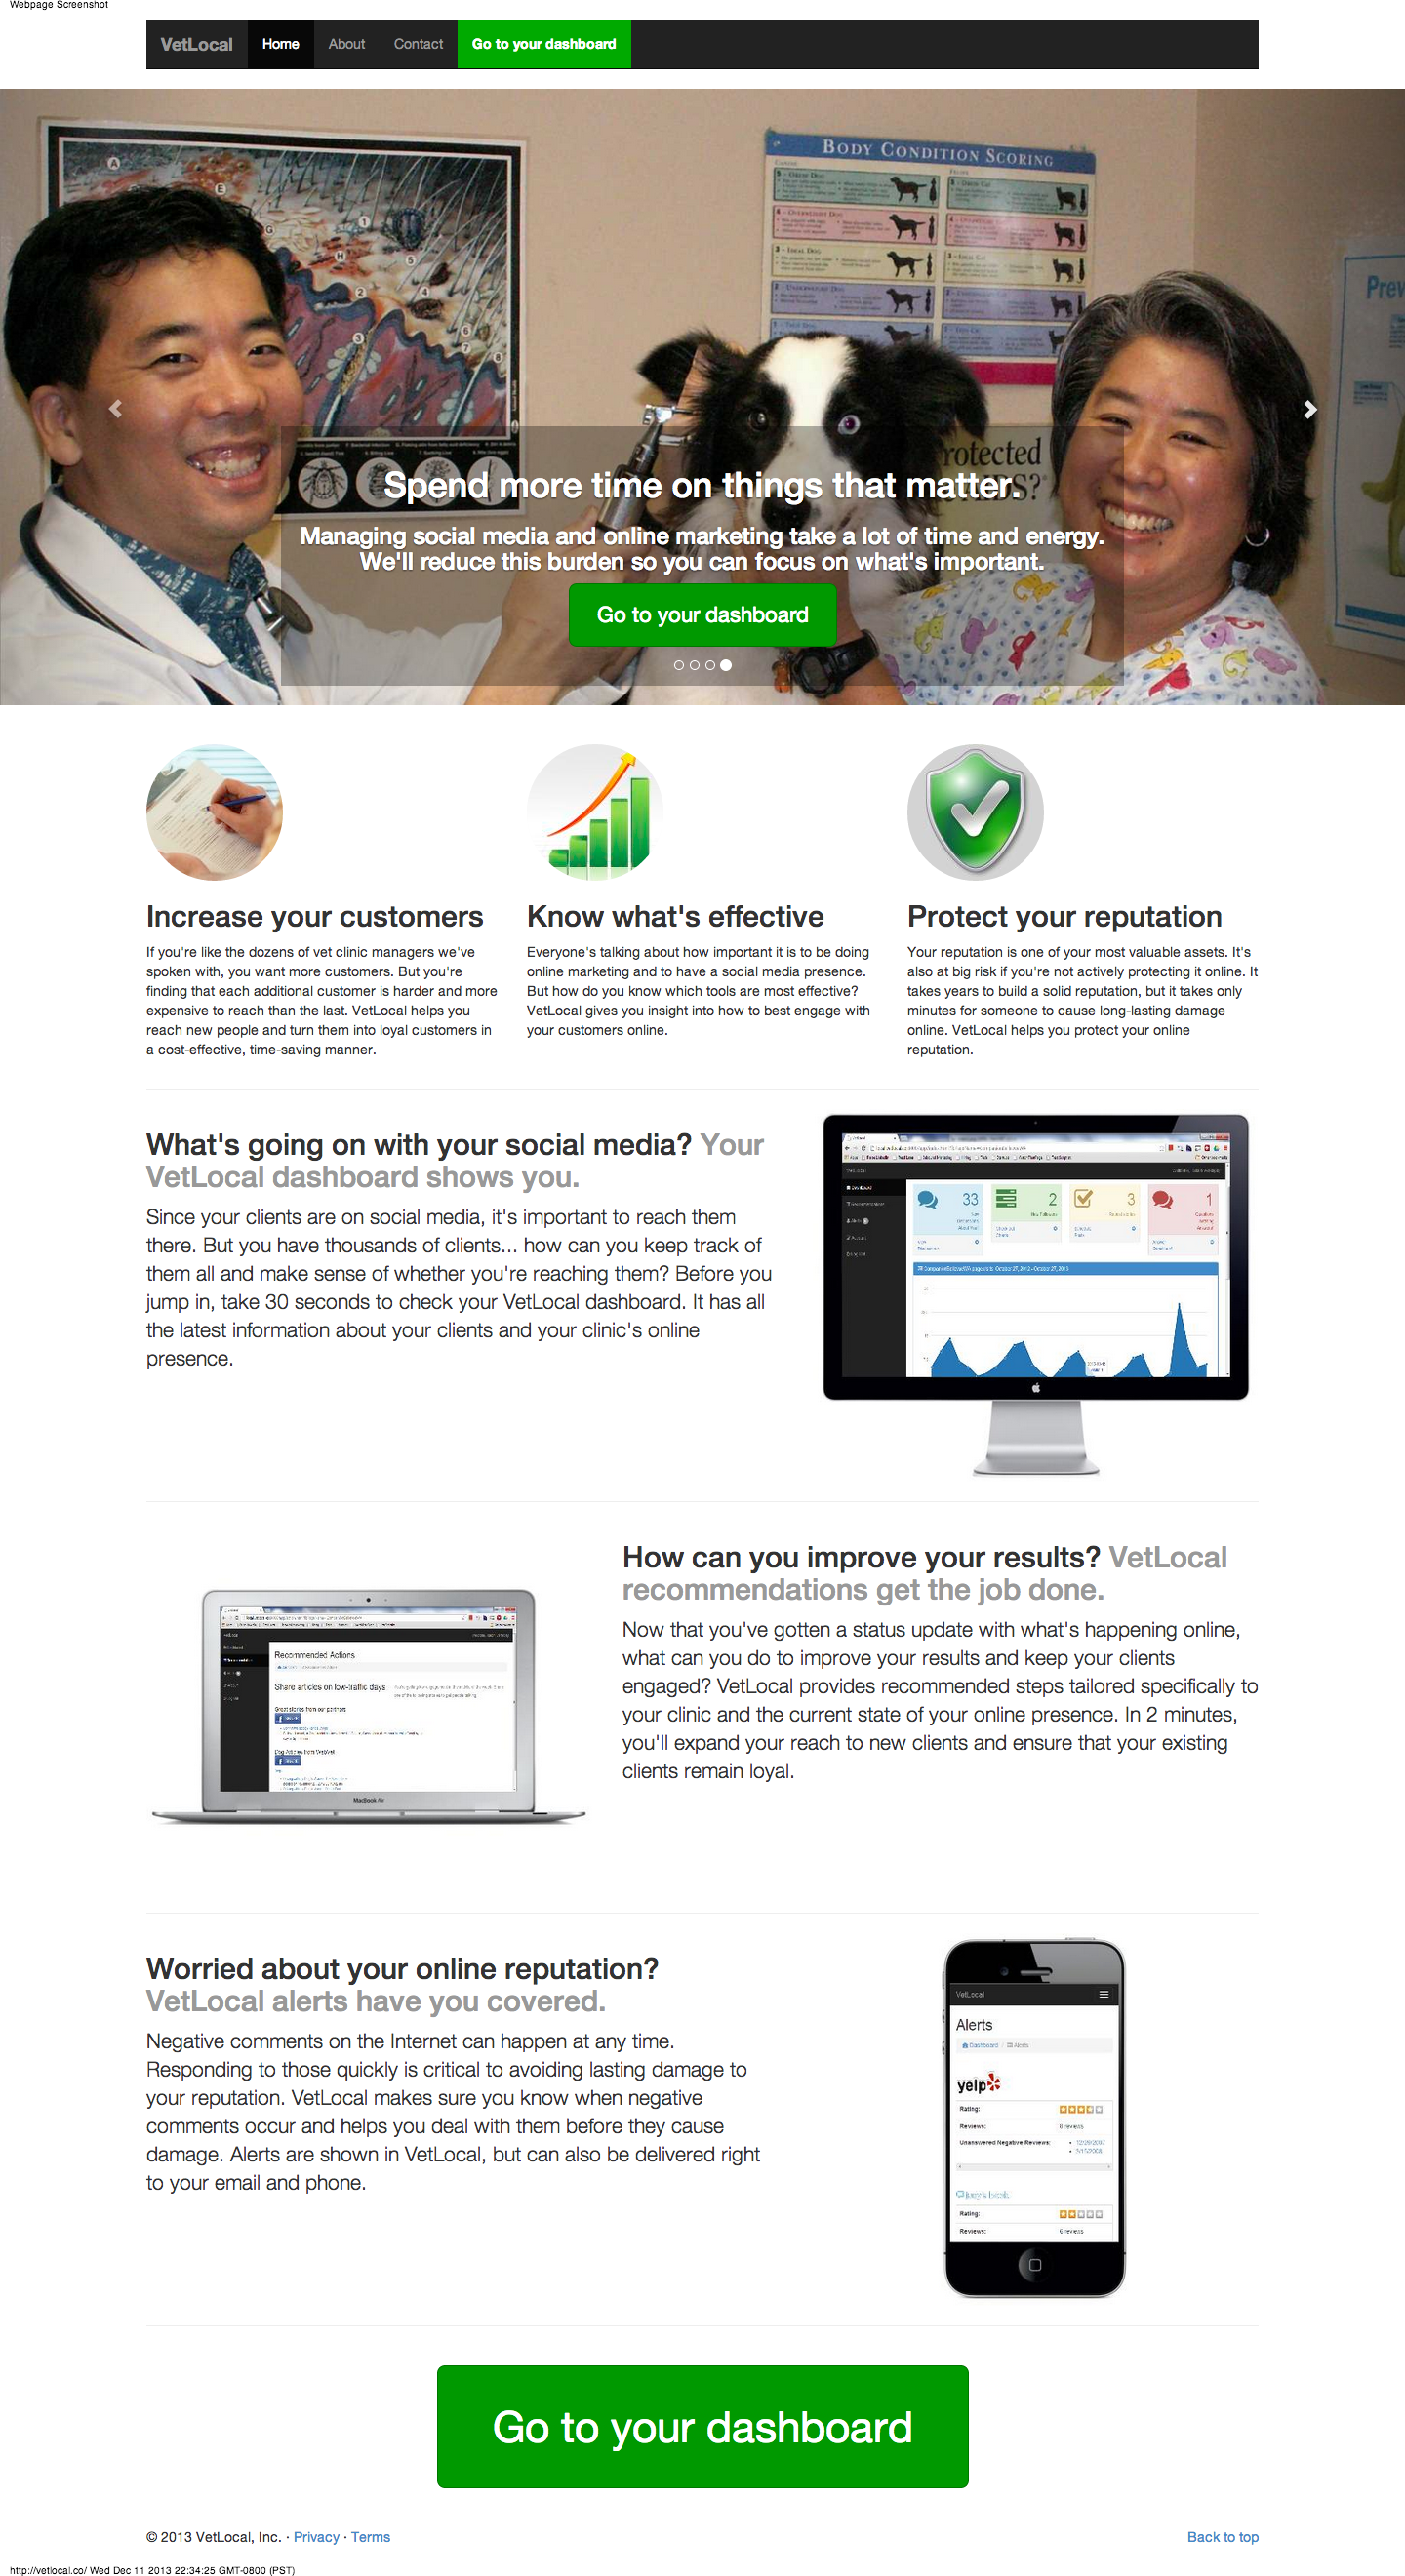 Webpage Screenshot
VetLocal Home About Contact Go to your dashboard
BODY CONDITION SCORING
Prev
rotected
S?
Spend more time on things that matter.
Managing social media and online marketing take a lot of time and energy.
We'll reduce this burden so you can focus on what's important.
Go to your dashboard
Increase your customers
If you're like the dozens of vet clinic managers we've
spoken with, you want more customers. But you're
finding that each additional customer is harder and more
expensive to reach than the last. VetLocal helps you
reach new people and turn them into loyal customers in
a cost-effective, time-saving manner.
Know what's effective
Everyone's talking about how important it is to be doing
online marketing and to have a social media presence.
But how do you know which tools are most effective?
VetLocal gives you insight into how to best engage with
your customers online.
Protect your reputation
Your reputation is one of your most valuable assets. It's
also at big risk if you're not actively protecting it online. It
takes years to build a solid reputation, but it takes only
minutes for someone to cause long-lasting damage
online. VetLocal helps you protect your online
reputation.
What's going on with your social media? Your
VetLocal dashboard shows you.
Since your clients are on social media, it's important to reach them
there. But you have thousands of clients... how can you keep track of
them all and make sense of whether you're reaching them? Before you
jump in, take 30 seconds to check your VetLocal dashboard. It has all
the latest information about your clients and your clinic's online
presence.
33 2 3 1
How can you improve your results? VetLocal
recommendations get the job done.
Now that you've gotten a status update with what's happening online,
what can you do to improve your results and keep your clients
engaged? VetLocal provides recommended steps tailored specifically to
your clinic and the current state of your online presence. In 2 minutes,
you'll expand your reach to new clients and ensure that your existing
clients remain loyal.
Recommended Actions
Share articles on low-traffic days
Great stories from our partners
Dog Articles from WebVet
MacBook Air
Worried about your online reputation?
VetLocal alerts have you covered.
Negative comments on the Internet can happen at any time.
Responding to those quickly is critical to avoiding lasting damage to
your reputation. VetLocal makes sure you know when negative
comments occur and helps you deal with them before they cause
damage. Alerts are shown in VetLocal, but can also be delivered right
to your email and phone.
VetLocal
Alerts
Dashboard / Alerts
yelp
Rating:
Reviews: 8 reviews
Unanswered Negative Reviews: 12/29/2007
Rating:
Reviews: 6 reviews
Go to your dashboard
© 2013 VetLocal, Inc. · Privacy · Terms
Back to top
http://vetlocal.co/ Wed Dec 11 2013 22:34:25 GMT-0800 (PST)